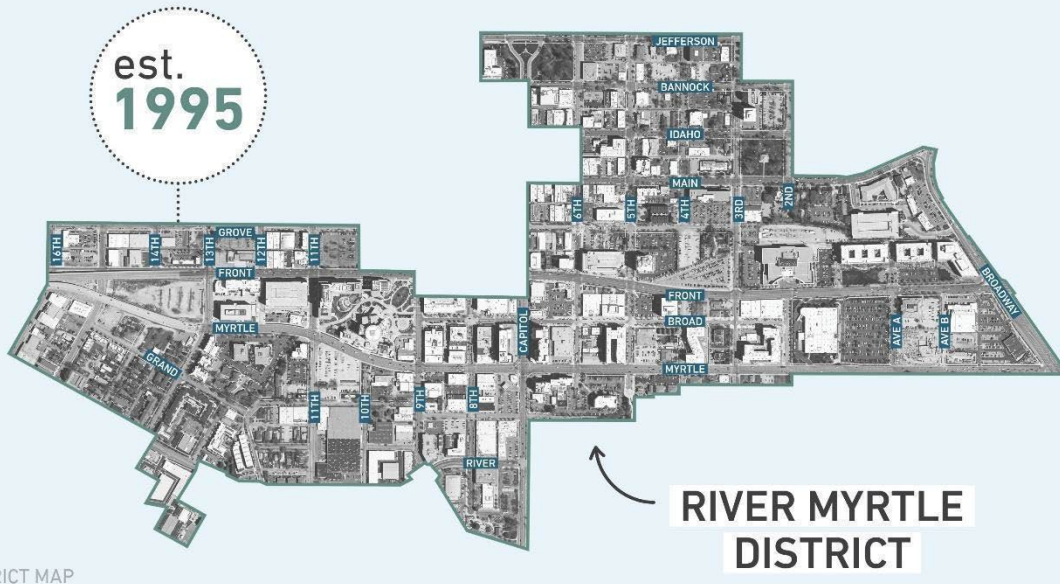 est.
1995
JEFFERSON
BANNOCK
IDAHO
MAIN
6TH
5TH
4TH
3RD
2ND
GROVE
16TH
14TH
13TH
12TH
11TH
FRONT
FRONT
BROADWAY
MYRTLE
CAPITOL
BROAD
AVE A
AVE B
GRAND
MYRTLE
11TH
10TH
9TH
8TH
RIVER
RIVER MYRTLE
DISTRICT
RICT MAP